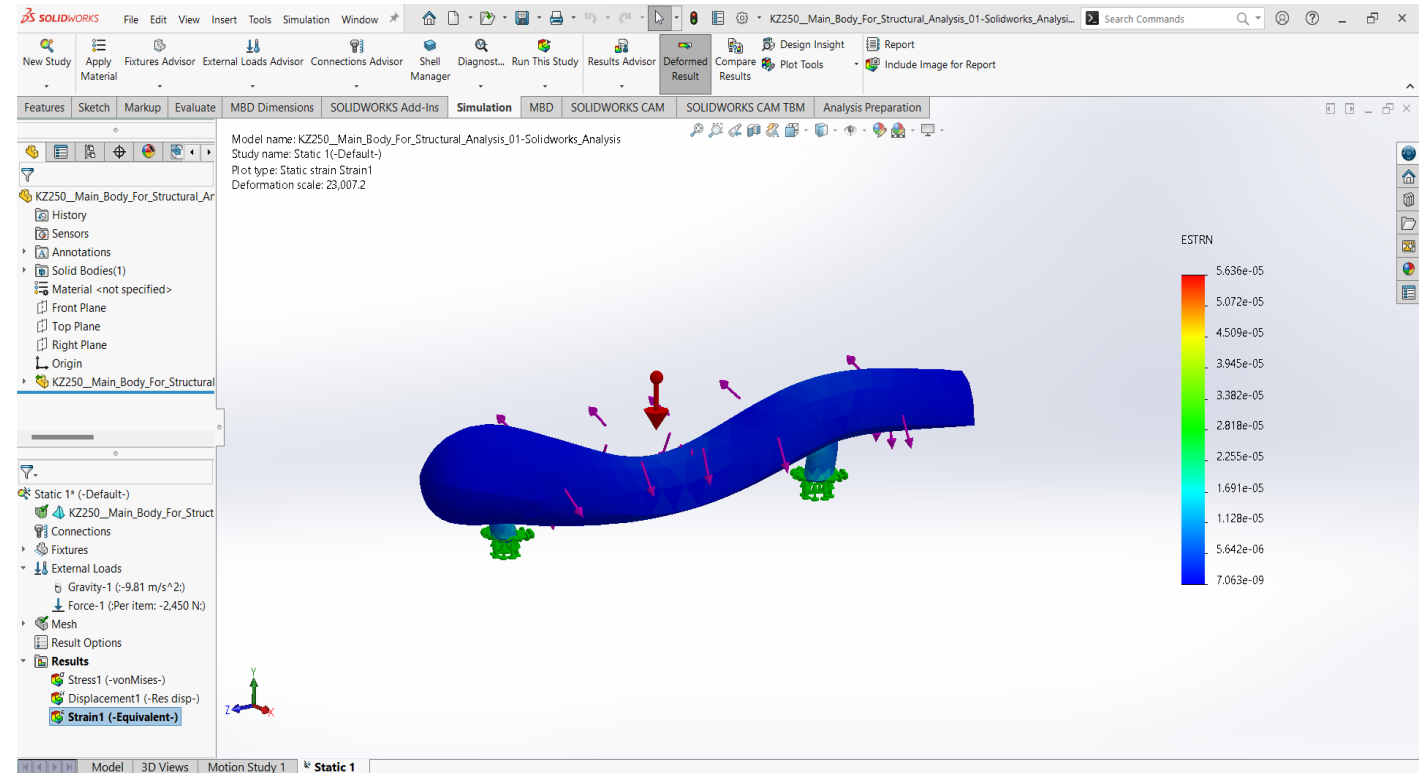 SOLIDWORKS File Edit View Insert Tools Simulation Window KZ250__Main_Body_For_Structural_Analysis_01-Solidworks_Analysi... Search Commands
New Study
Apply Material
Fixtures Advisor
External Loads Advisor
Connections Advisor
Shell Manager
Diagnost...
Run This Study
Results Advisor
Deformed Result
Compare Results
Design Insight
Plot Tools
Report
Include Image for Report
Features Sketch Markup Evaluate MBD Dimensions SOLIDWORKS Add-Ins Simulation MBD SOLIDWORKS CAM SOLIDWORKS CAM TBM Analysis Preparation
Model name: KZ250__Main_Body_For_Structural_Analysis_01-Solidworks_Analysis
Study name: Static 1(-Default-)
Plot type: Static strain Strain1
Deformation scale: 23,007.2
KZ250__Main_Body_For_Structural_Ar
History
Sensors
Annotations
Solid Bodies(1)
Material <not specified>
Front Plane
Top Plane
Right Plane
Origin
KZ250__Main_Body_For_Structural
Static 1* (-Default-)
KZ250__Main_Body_For_Struct
Connections
Fixtures
External Loads
Gravity-1 (:-9.81 m/s^2:)
Force-1 (:Per item: -2,450 N:)
Mesh
Result Options
Results
Stress1 (-vonMises-)
Displacement1 (-Res disp-)
Strain1 (-Equivalent-)
ESTRN
5.636e-05
5.072e-05
4.509e-05
3.945e-05
3.382e-05
2.818e-05
2.255e-05
1.691e-05
1.128e-05
5.642e-06
7.063e-09
Y
Z
X
Model 3D Views Motion Study 1 Static 1